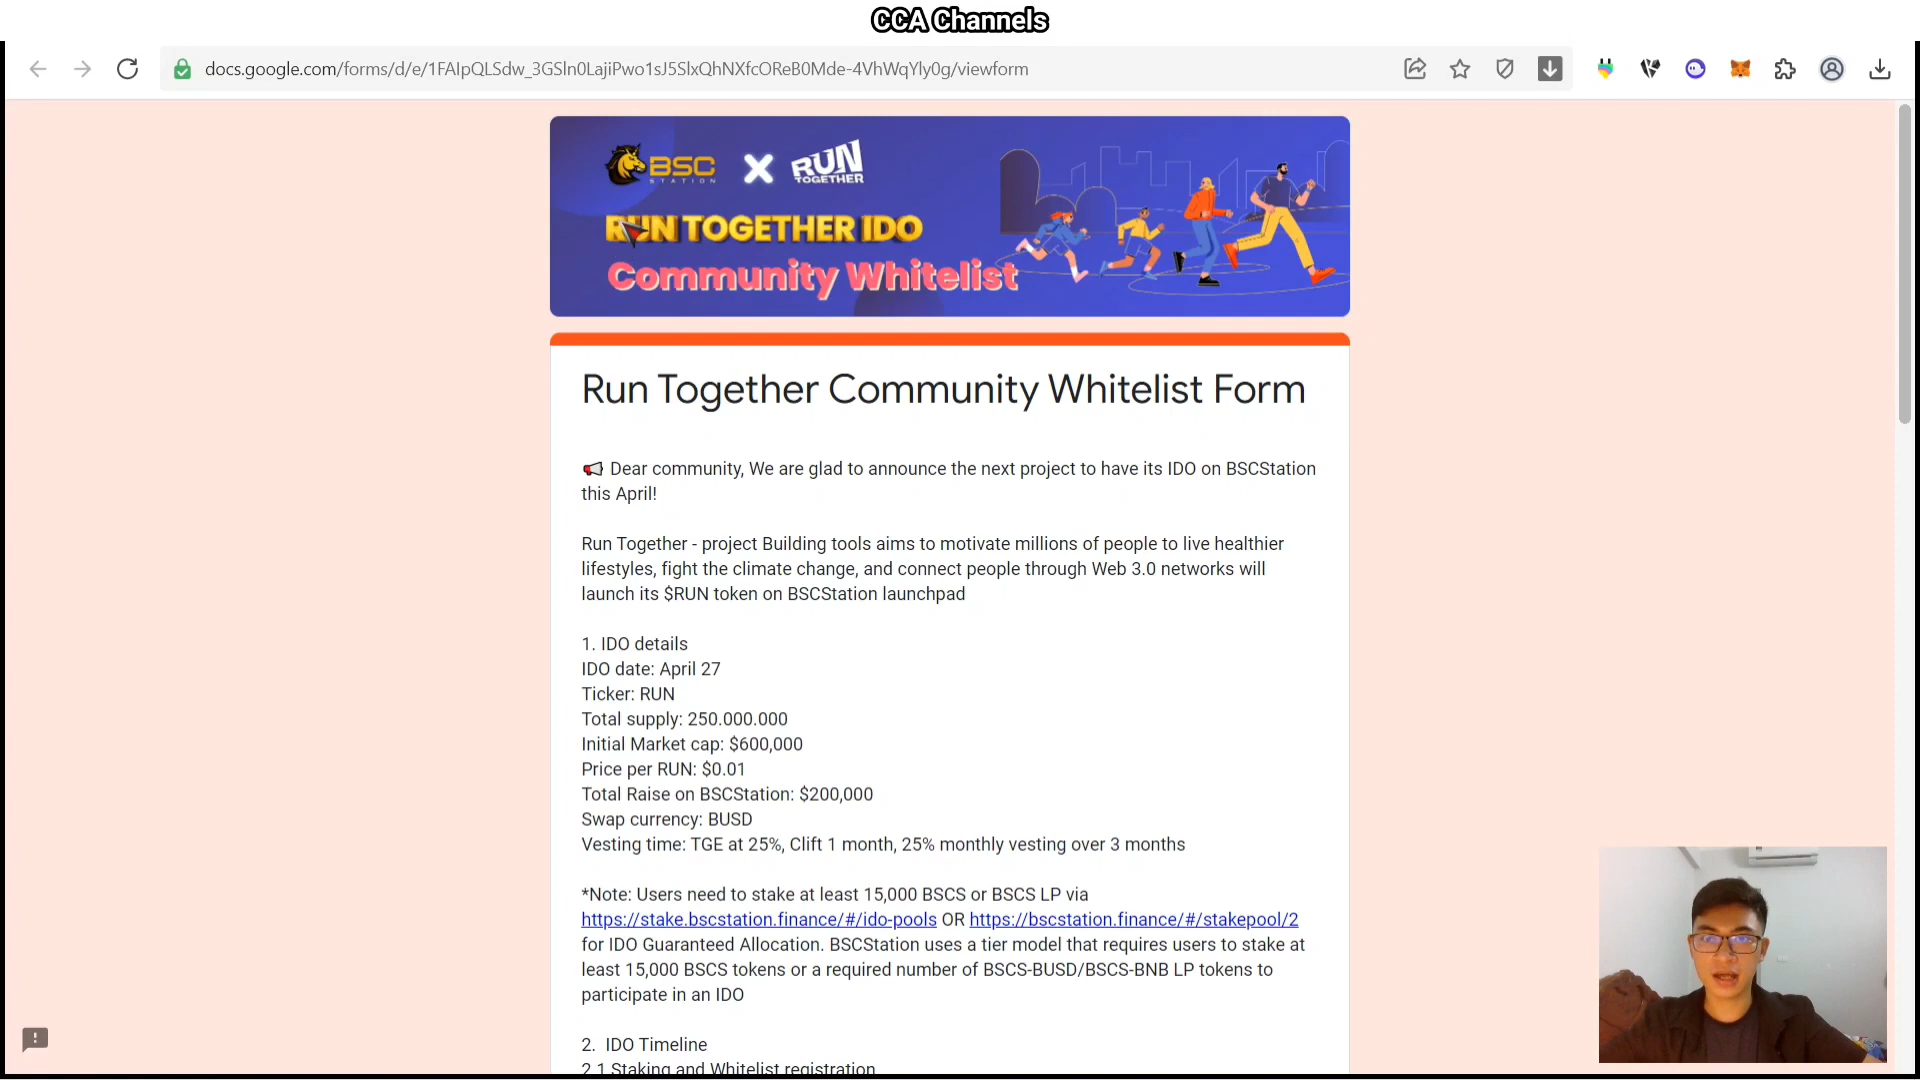 CCA Channels
docs.google.com/forms/d/e/1FAIpQLSdw_3GSln0LajiPwo1sJ5SlxQhNXfcOReB0Mde-4VhWqYly0g/viewform
BSC
STATION
X
RUN
TOGETHER
RUN TOGETHER IDO
Community Whitelist
Run Together Community Whitelist Form
Dear community, We are glad to announce the next project to have its IDO on BSCStation
this April!
Run Together - project Building tools aims to motivate millions of people to live healthier
lifestyles, fight the climate change, and connect people through Web 3.0 networks will
launch its $RUN token on BSCStation launchpad
1. IDO details
IDO date: April 27
Ticker: RUN
Total supply: 250.000.000
Initial Market cap: $600,000
Price per RUN: $0.01
Total Raise on BSCStation: $200,000
Swap currency: BUSD
Vesting time: TGE at 25%, Clift 1 month, 25% monthly vesting over 3 months
*Note: Users need to stake at least 15,000 BSCS or BSCS LP via
https://stake.bscstation.finance/#/ido-pools OR https://bscstation.finance/#/stakepool/2
for IDO Guaranteed Allocation. BSCStation uses a tier model that requires users to stake at
least 15,000 BSCS tokens or a required number of BSCS-BUSD/BSCS-BNB LP tokens to
participate in an IDO
2. IDO Timeline
2.1 Staking and Whitelist registration